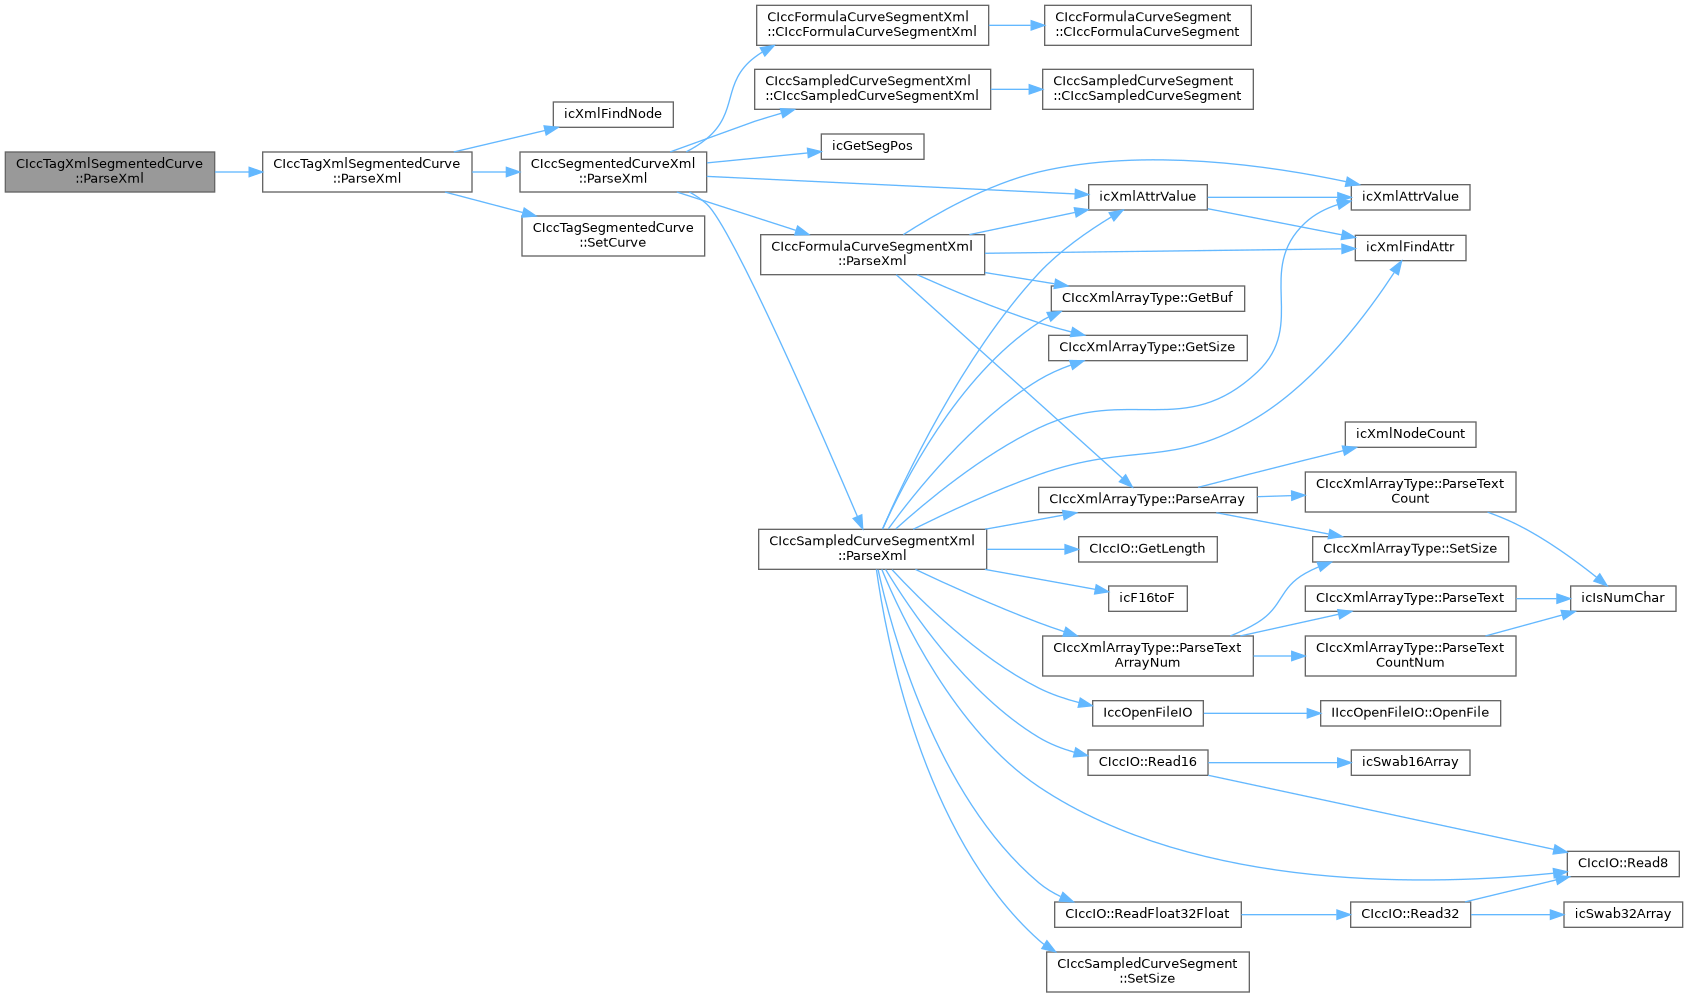 CIccTagXmlSegmentedCurve
::ParseXml
CIccTagXmlSegmentedCurve
::ParseXml
icXmlFindNode
CIccSegmentedCurveXml
::ParseXml
CIccTagSegmentedCurve
::SetCurve
CIccFormulaCurveSegmentXml
::CIccFormulaCurveSegmentXml
CIccFormulaCurveSegment
::CIccFormulaCurveSegment
CIccSampledCurveSegmentXml
::CIccSampledCurveSegmentXml
CIccSampledCurveSegment
::CIccSampledCurveSegment
icGetSegPos
icXmlAttrValue
icXmlAttrValue
CIccFormulaCurveSegmentXml
::ParseXml
icXmlFindAttr
CIccXmlArrayType::GetBuf
CIccXmlArrayType::GetSize
icXmlNodeCount
CIccXmlArrayType::ParseArray
CIccXmlArrayType::ParseText
Count
CIccSampledCurveSegmentXml
::ParseXml
CIccIO::GetLength
CIccXmlArrayType::SetSize
icF16toF
CIccXmlArrayType::ParseText
icIsNumChar
CIccXmlArrayType::ParseText
ArrayNum
CIccXmlArrayType::ParseText
CountNum
IccOpenFileIO
IIccOpenFileIO::OpenFile
CIccIO::Read16
icSwab16Array
CIccIO::Read8
CIccIO::ReadFloat32Float
CIccIO::Read32
icSwab32Array
CIccSampledCurveSegment
::SetSize